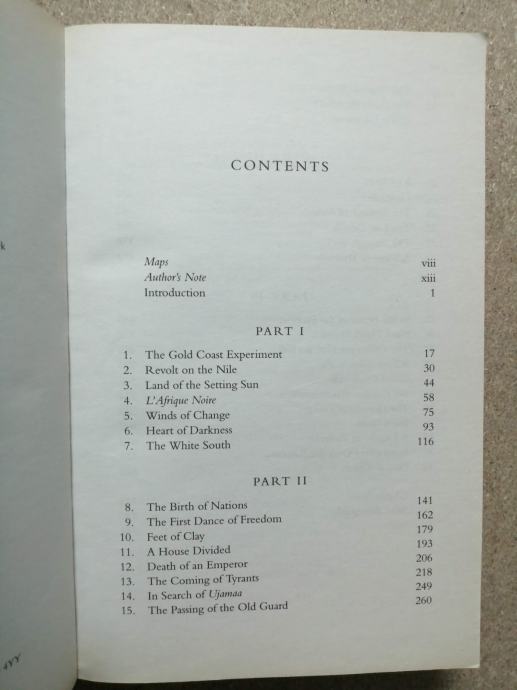 CONTENTS
Maps viii
Author's Note xiii
Introduction 1
PART I
1. The Gold Coast Experiment 17
2. Revolt on the Nile 30
3. Land of the Setting Sun 44
4. L'Afrique Noire 58
5. Winds of Change 75
6. Heart of Darkness 93
7. The White South 116
PART II
8. The Birth of Nations 141
9. The First Dance of Freedom 162
10. Feet of Clay 179
11. A House Divided 193
12. Death of an Emperor 206
13. The Coming of Tyrants 218
14. In Search of Ujamaa 249
15. The Passing of the Old Guard 260
k